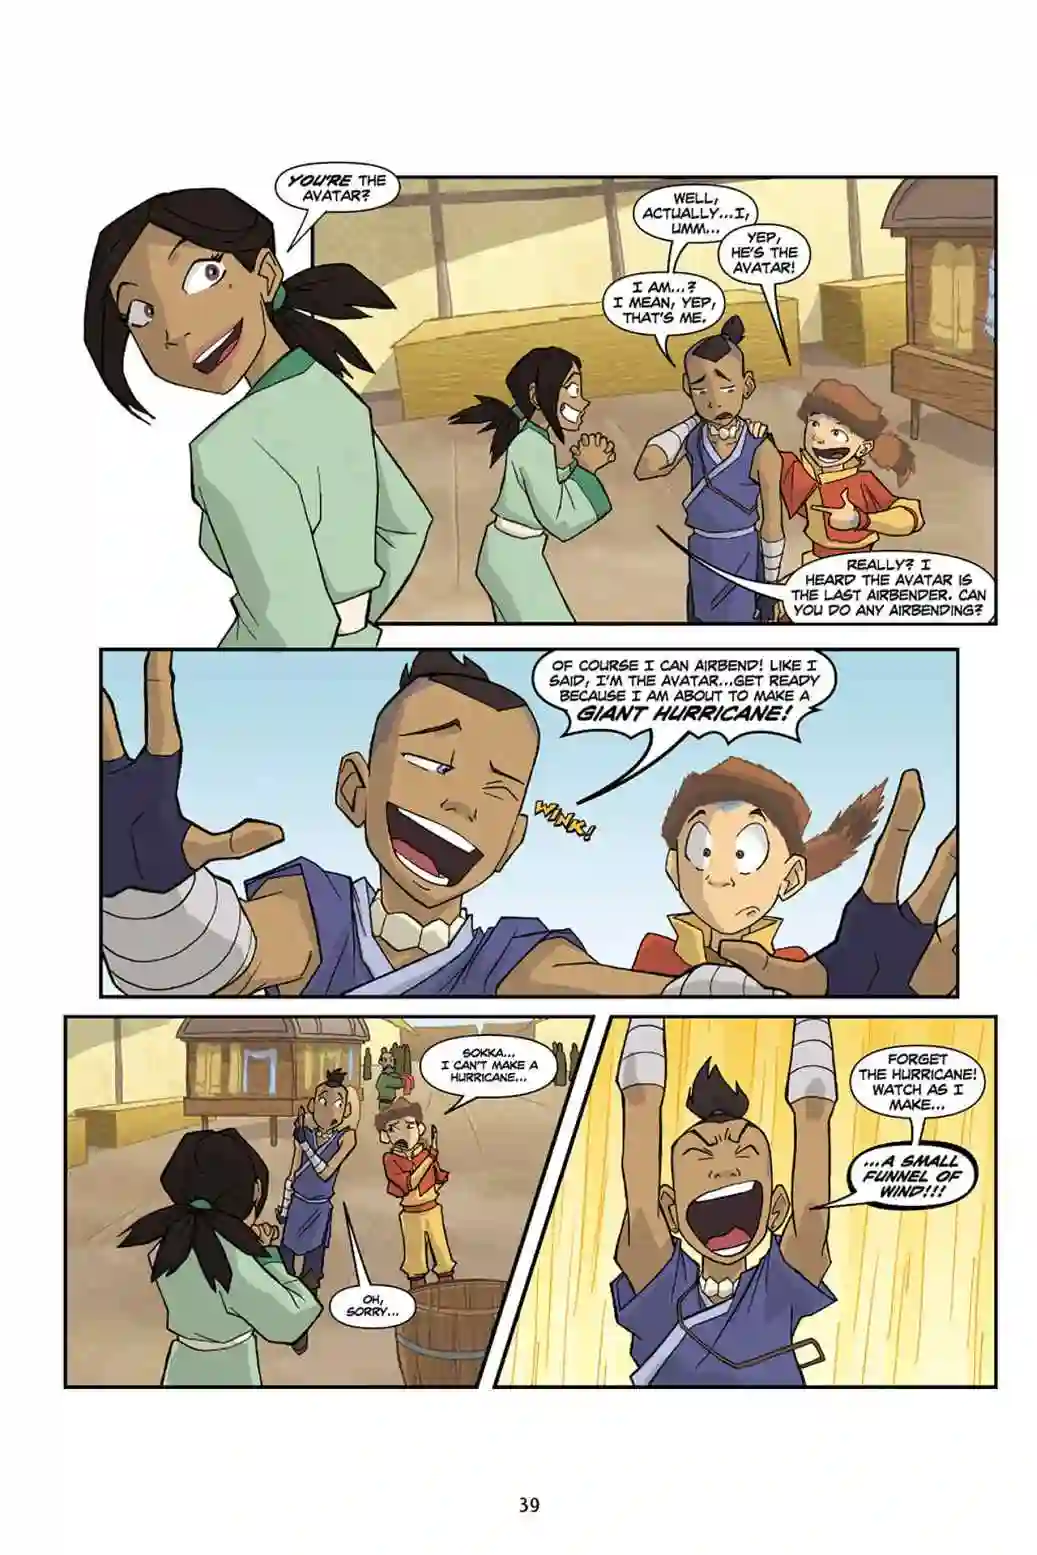 YOU'RE THE
AVATAR?
WELL,
ACTUALLY...I,
UMM...
YEP,
HE'S THE
AVATAR!
I AM...?
I MEAN, YEP,
THAT'S ME.
REALLY? I
HEARD THE AVATAR IS
THE LAST AIRBENDER. CAN
YOU DO ANY AIRBENDING?
OF COURSE I CAN AIRBEND! LIKE I
SAID, I'M THE AVATAR...GET READY
BECAUSE I AM ABOUT TO MAKE A
GIANT HURRICANE!
WINK!
SOKKA...
I CAN'T MAKE A
HURRICANE...
OH,
SORRY...
FORGET
THE HURRICANE!
WATCH AS I
MAKE...
...A SMALL
FUNNEL OF
WIND!!!
39